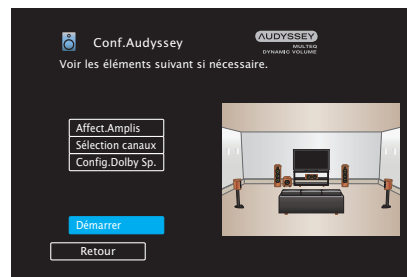 Conf.Audyssey
AUDYSSEY
MULTEQ
DYNAMIC VOLUME
Voir les éléments suivant si nécessaire.
Affect.Amplis
Sélection canaux
Config.Dolby Sp.
Démarrer
Retour